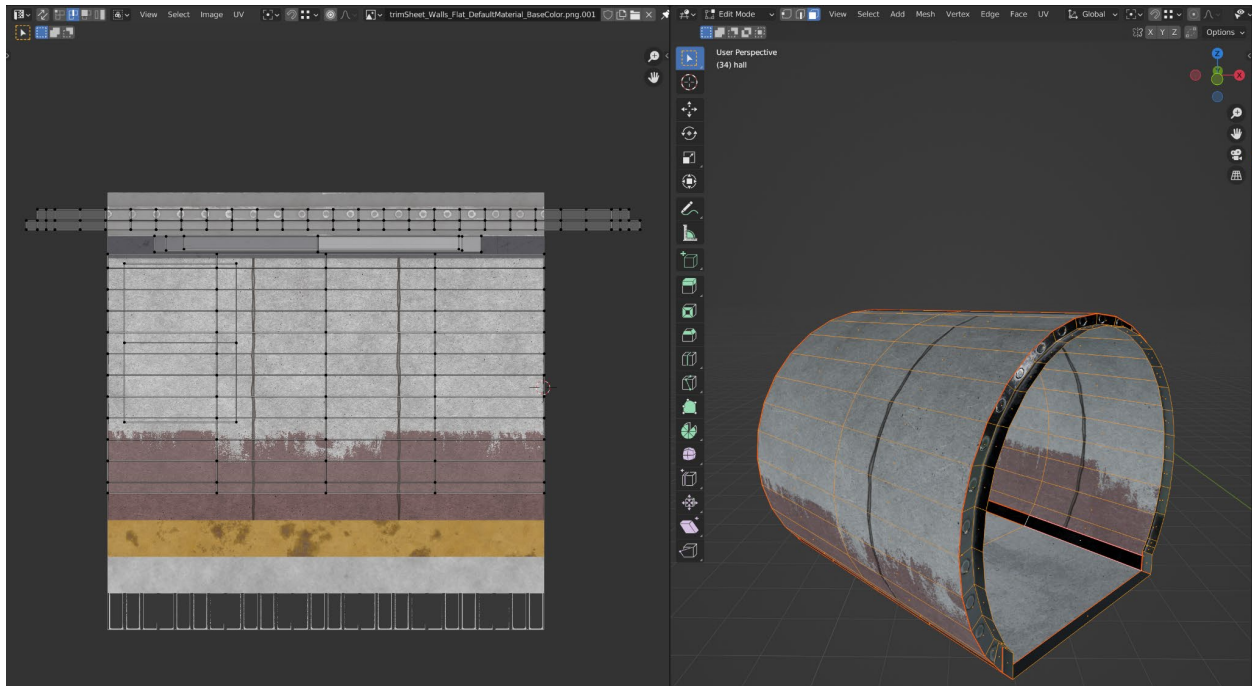 View Select Image UV
trimSheet_Walls_Flat_DefaultMaterial_BaseColor.png.001
Edit Mode View Select Add Mesh Vertex Edge Face UV Global
X Y Z Options
User Perspective
(34) hall
Z
X